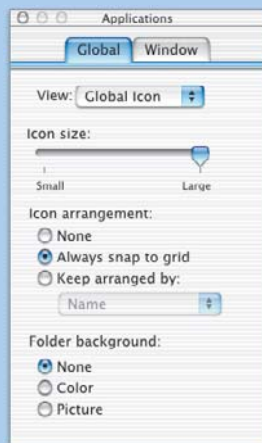 Applications
Global Window
View: Global Icon
Icon size:
Small Large
Icon arrangement:
None
Always snap to grid
Keep arranged by:
Name
Folder background:
None
Color
Picture